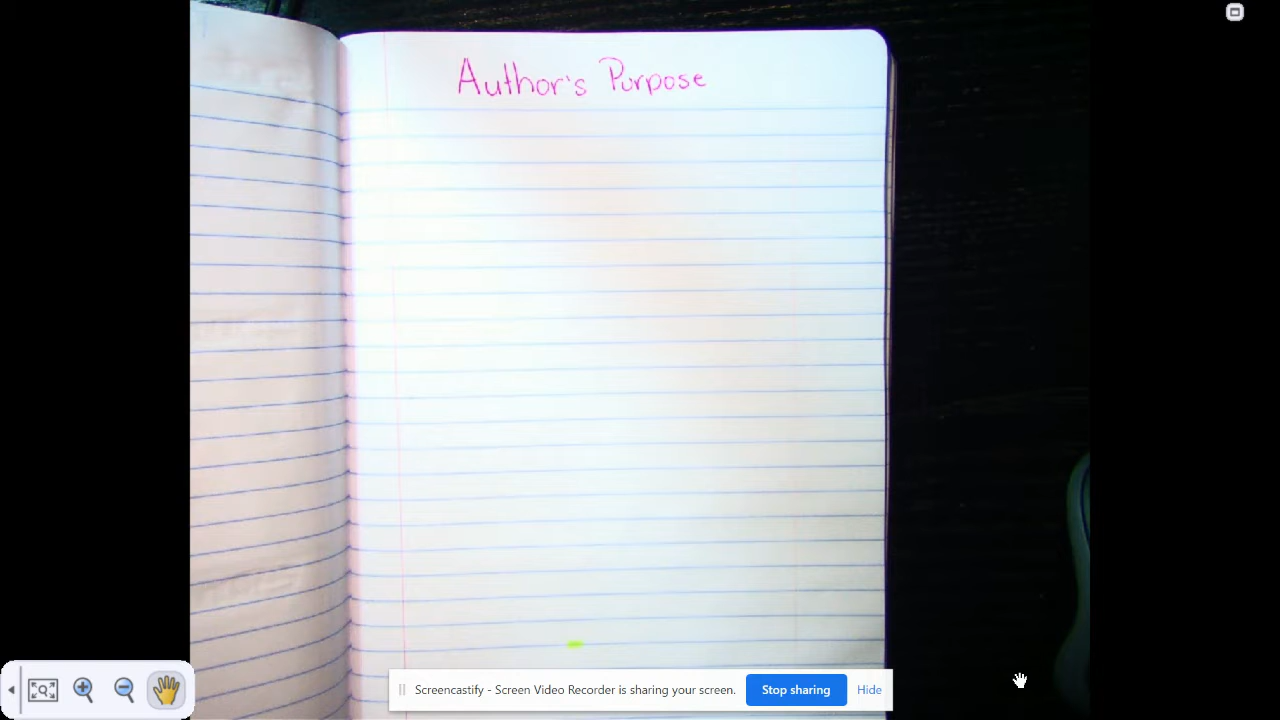 Author's Purpose
Screencastify - Screen Video Recorder is sharing your screen.
Stop sharing
Hide